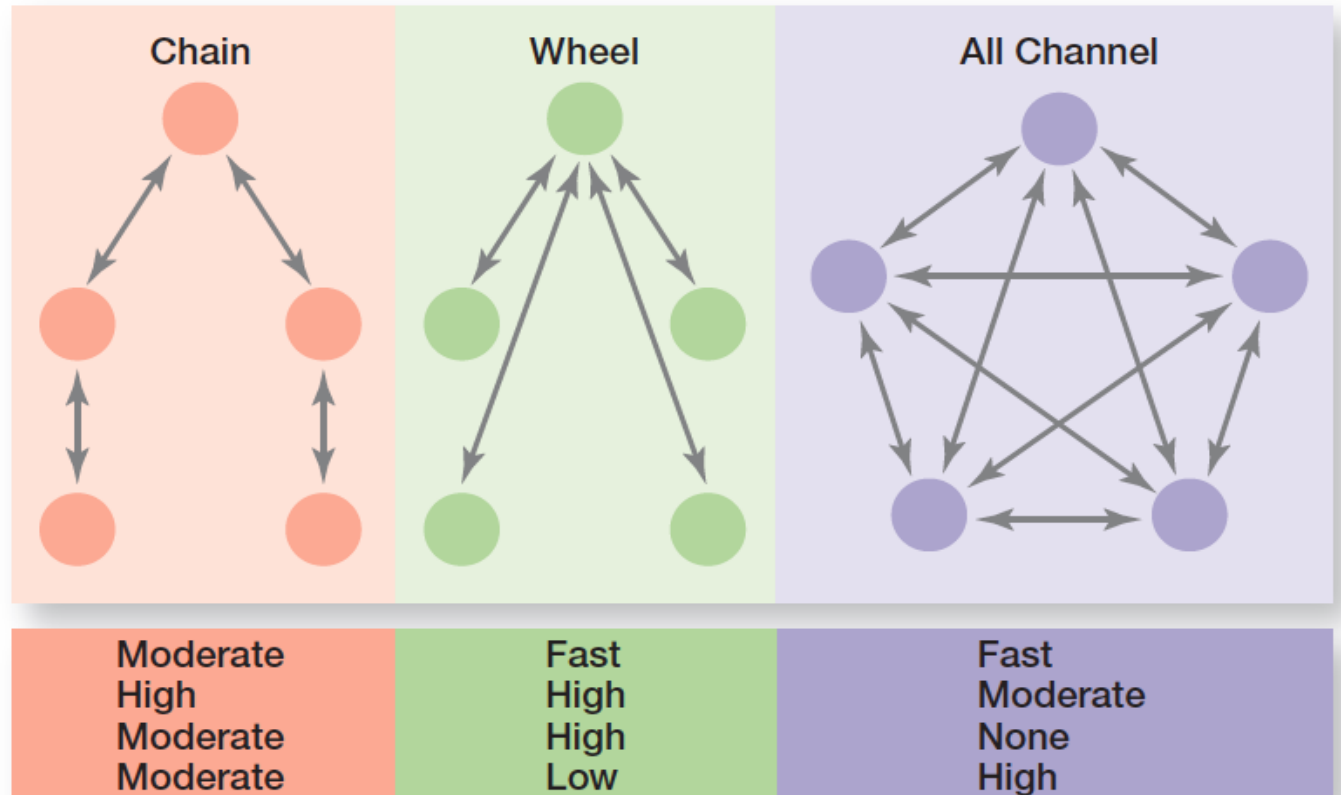 Chain
Wheel
All Channel
Moderate
High
Moderate
Moderate
Fast
High
High
Low
Fast
Moderate
None
High